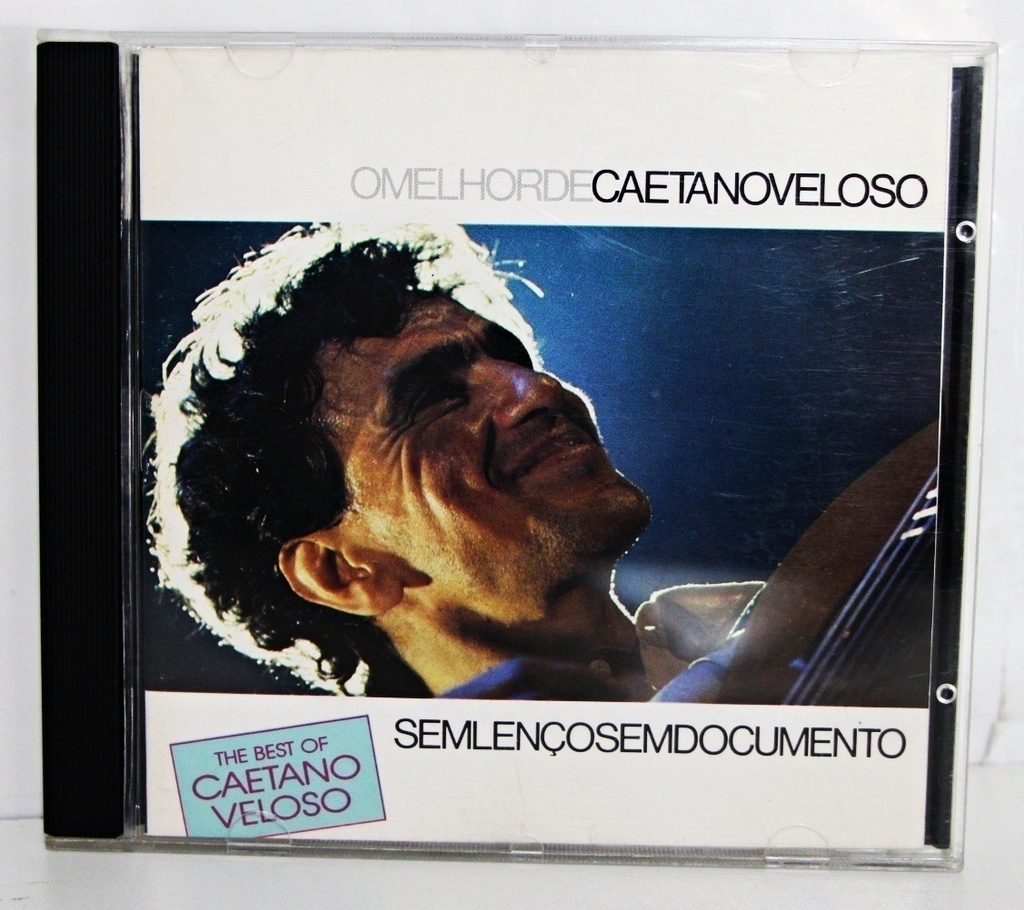 OMELHORDECAETANOVELOSO
SEMLENÇOSEMDOCUMENTO
THE BEST OF
CAETANO
VELOSO